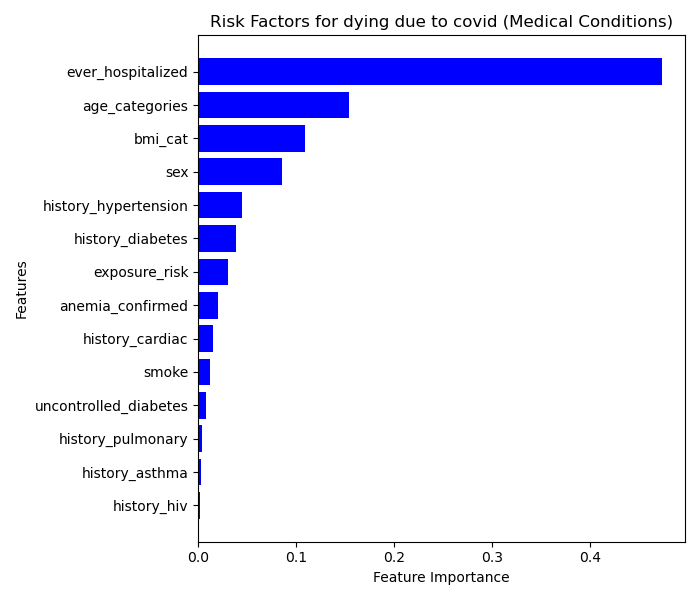 Risk Factors for dying due to covid (Medical Conditions)
ever_hospitalized
age_categories
bmi_cat
sex
history_hypertension
history_diabetes
exposure_risk
anemia_confirmed
history_cardiac
smoke
uncontrolled_diabetes
history_pulmonary
history_asthma
history_hiv
Features
0.0 0.1 0.2 0.3 0.4
Feature Importance